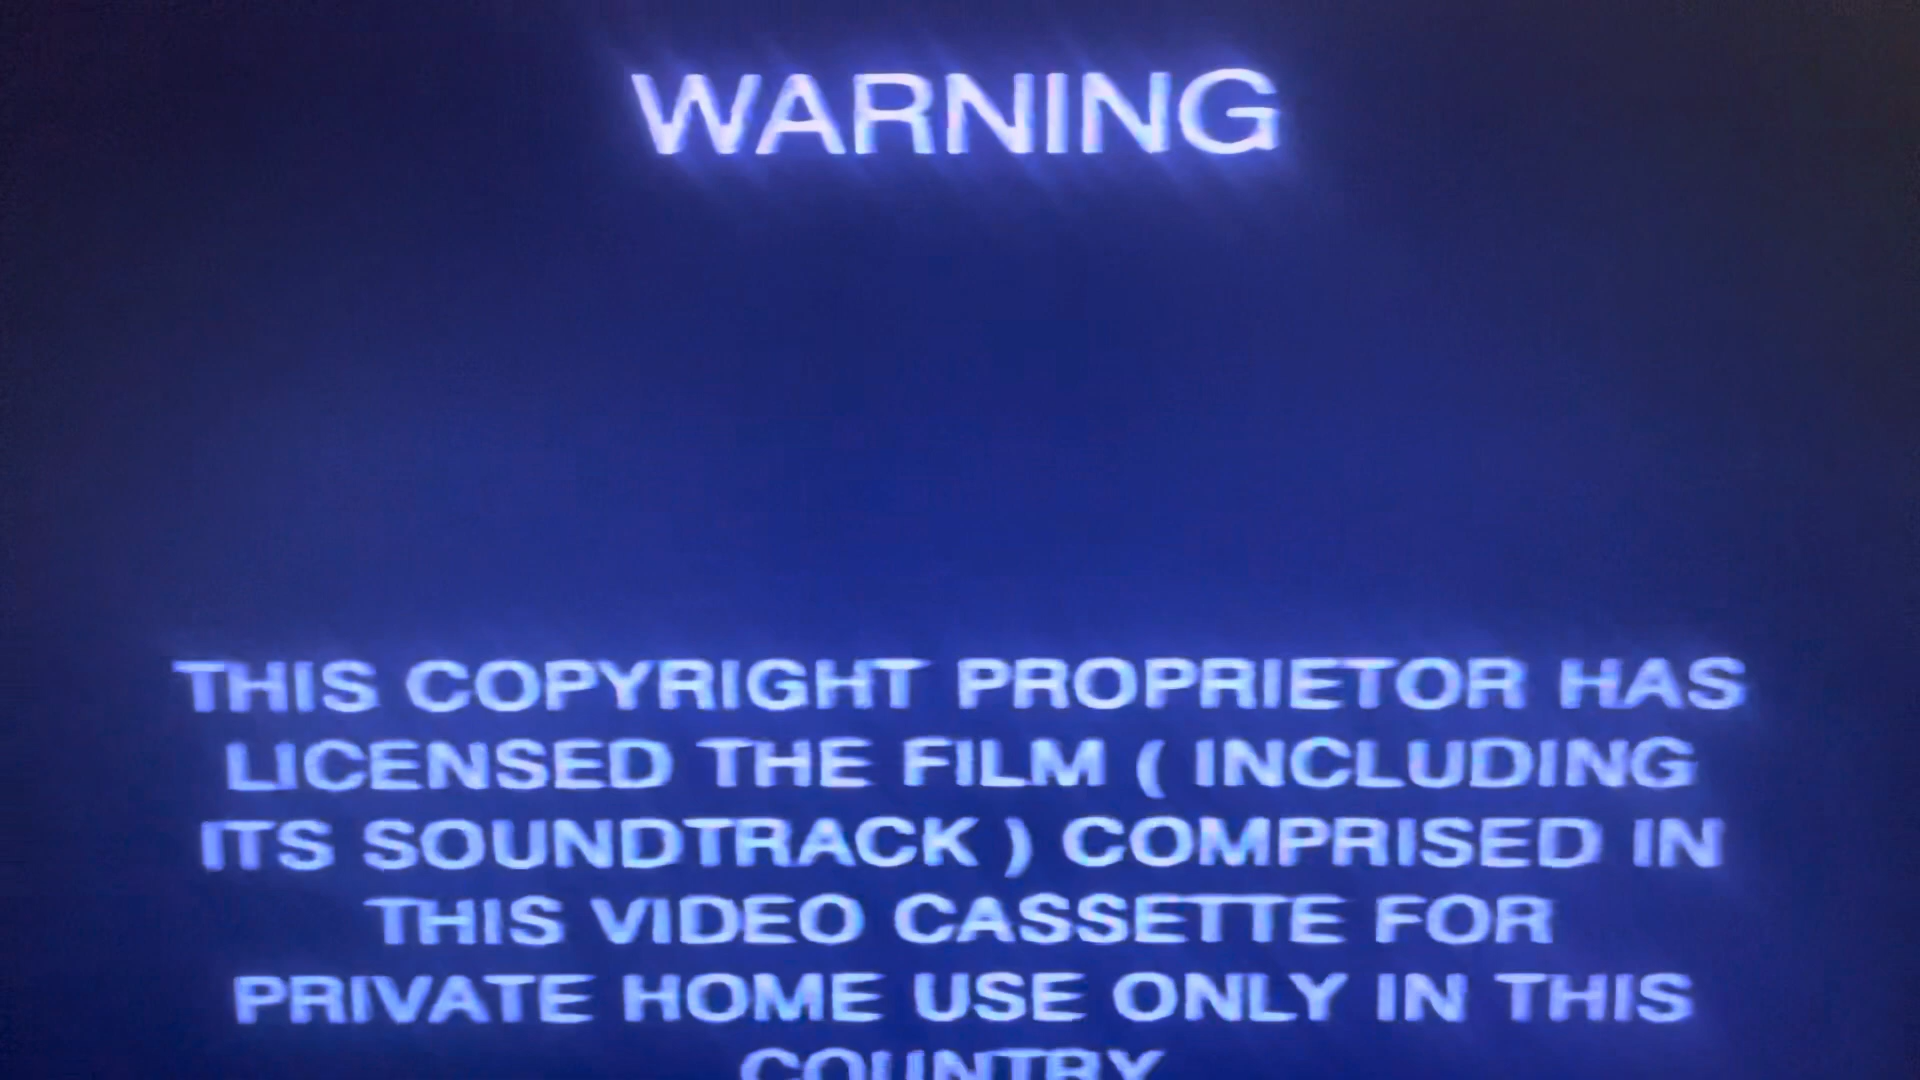 WARNING
THIS COPYRIGHT PROPRIETOR HAS
LICENSED THE FILM ( INCLUDING
ITS SOUNDTRACK ) COMPRISED IN
THIS VIDEO CASSETTE FOR
PRIVATE HOME USE ONLY IN THIS
COUNTRY